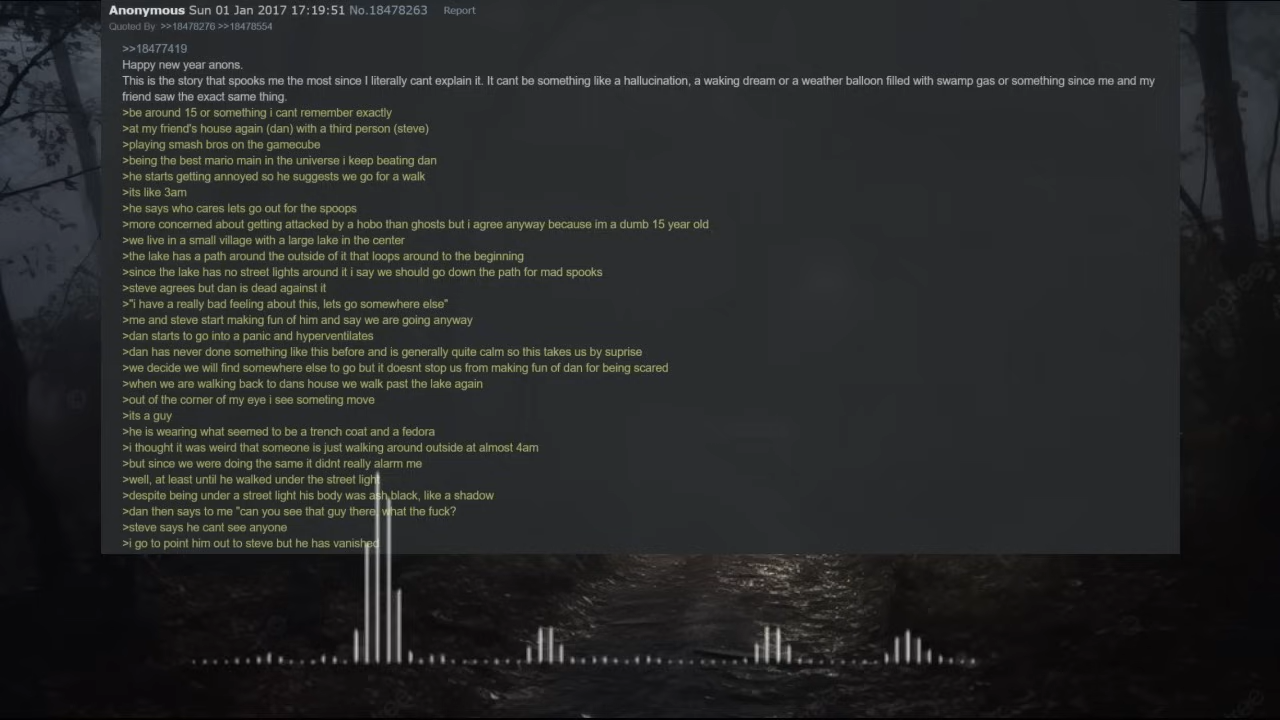 Anonymous Sun 01 Jan 2017 17:19:51 No.18478263 Report
Quoted By >>18478276 >>18478554
>>18477419
Happy new year anons.
This is the story that spooks me the most since I literally cant explain it. It cant be something like a hallucination, a waking dream or a weather balloon filled with swamp gas or something since me and my
friend saw the exact same thing.
>be around 15 or something i cant remember exactly
>at my friend's house again (dan) with a third person (steve)
>playing smash bros on the gamecube
>being the best mario main in the universe i keep beating dan
>he starts getting annoyed so he suggests we go for a walk
>its like 3am
>he says who cares lets go out for the spoops
>more concerned about getting attacked by a hobo than ghosts but i agree anyway because im a dumb 15 year old
>we live in a small village with a large lake in the center
>the lake has a path around the outside of it that loops around to the beginning
>since the lake has no street lights around it i say we should go down the path for mad spooks
>steve agrees but dan is dead against it
>"i have a really bad feeling about this, lets go somewhere else"
>me and steve start making fun of him and say we are going anyway
>dan starts to go into a panic and hyperventilates
>dan has never done something like this before and is generally quite calm so this takes us by suprise
>we decide we will find somewhere else to go but it doesnt stop us from making fun of dan for being scared
>when we are walking back to dans house we walk past the lake again
>out of the corner of my eye i see someting move
>its a guy
>he is wearing what seemed to be a trench coat and a fedora
>i thought it was weird that someone is just walking around outside at almost 4am
>but since we were doing the same it didnt really alarm me
>well, at least until he walked under the street light
>despite being under a street light his body was ash black, like a shadow
>dan then says to me "can you see that guy there, what the fuck?
>steve says he cant see anyone
>i go to point him out to steve but he has vanished